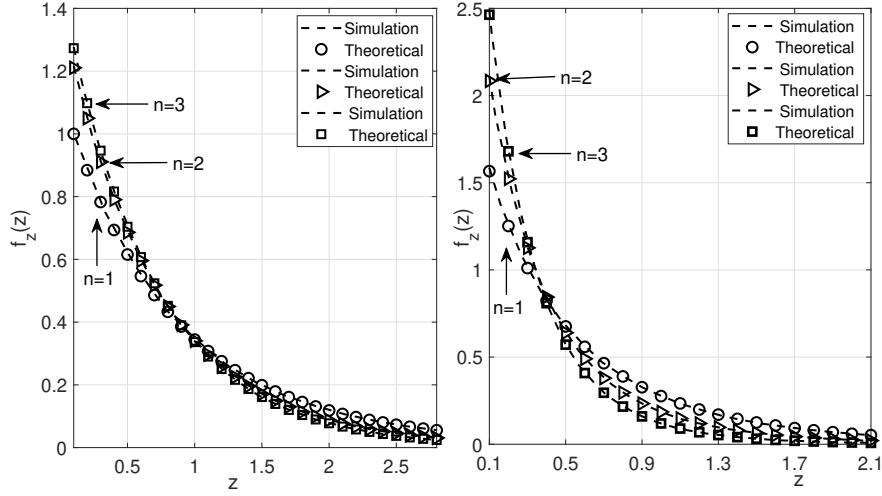 1.4
1.2
1
0.8
0.6
0.4
0.2
0
f_z(z)
0.5
1
1.5
2
2.5
z
Simulation
Theoretical
Simulation
Theoretical
Simulation
Theoretical
n=3
n=2
n=1
2.5
2
1.5
1
0.5
0
f_z(z)
0.1
0.5
0.9
1.3
1.7
2.1
z
Simulation
Theoretical
Simulation
Theoretical
Simulation
Theoretical
n=2
n=3
n=1